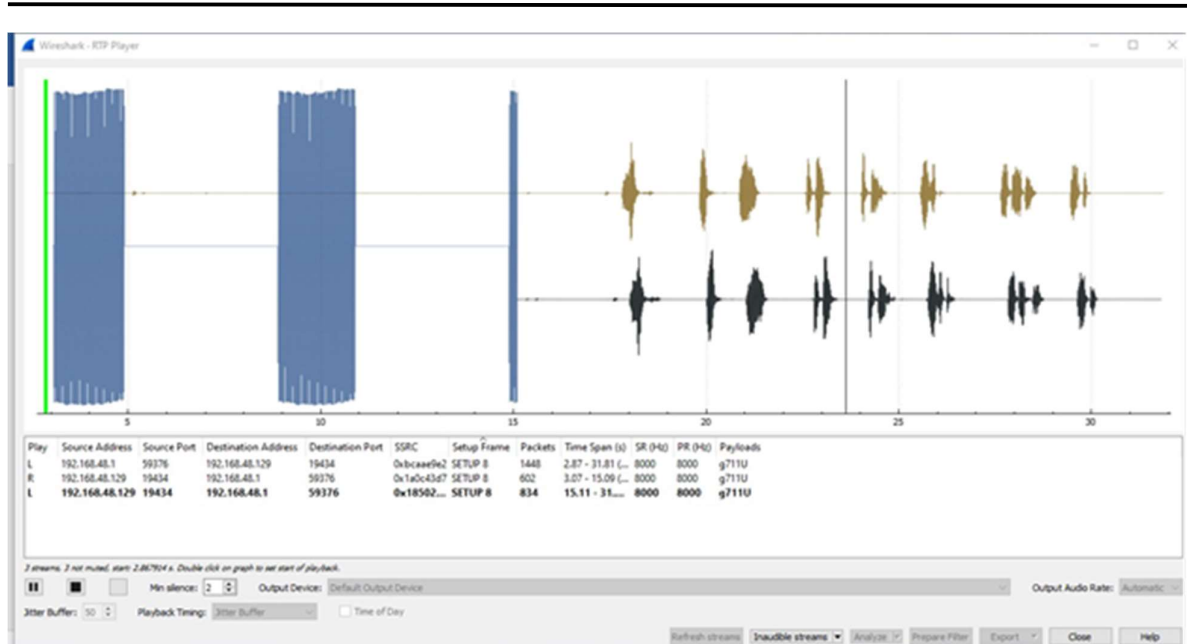 Wireshark - RTP Player
5 10 15 20 25 30
Play Source Address Source Port Destination Address Destination Port SSRC Setup Frame Packets Time Span (s) SR (Hz) PR (Hz) Payloads
L 192.168.48.1 59376 192.168.48.129 19434 0xbcaae9e2 SETUP 8 1448 2.87 - 31.81 (... 8000 8000 g711U
R 192.168.48.129 19434 192.168.48.1 59376 0x1a0c43d7 SETUP 8 602 3.07 - 15.09 (... 8000 8000 g711U
L 192.168.48.129 19434 192.168.48.1 59376 0x18502... SETUP 8 834 15.11 - 31.... 8000 8000 g711U
3 streams, 3 not muted, start: 2.867914 s. Double click on graph to set start of playback.
Min silence: 2 Output Device: Default Output Device Output Audio Rate: Automatic
Jitter Buffer: 50 Playback Timing: Jitter Buffer Time of Day
Refresh streams Inaudible streams Analyze Prepare Filter Export Close Help